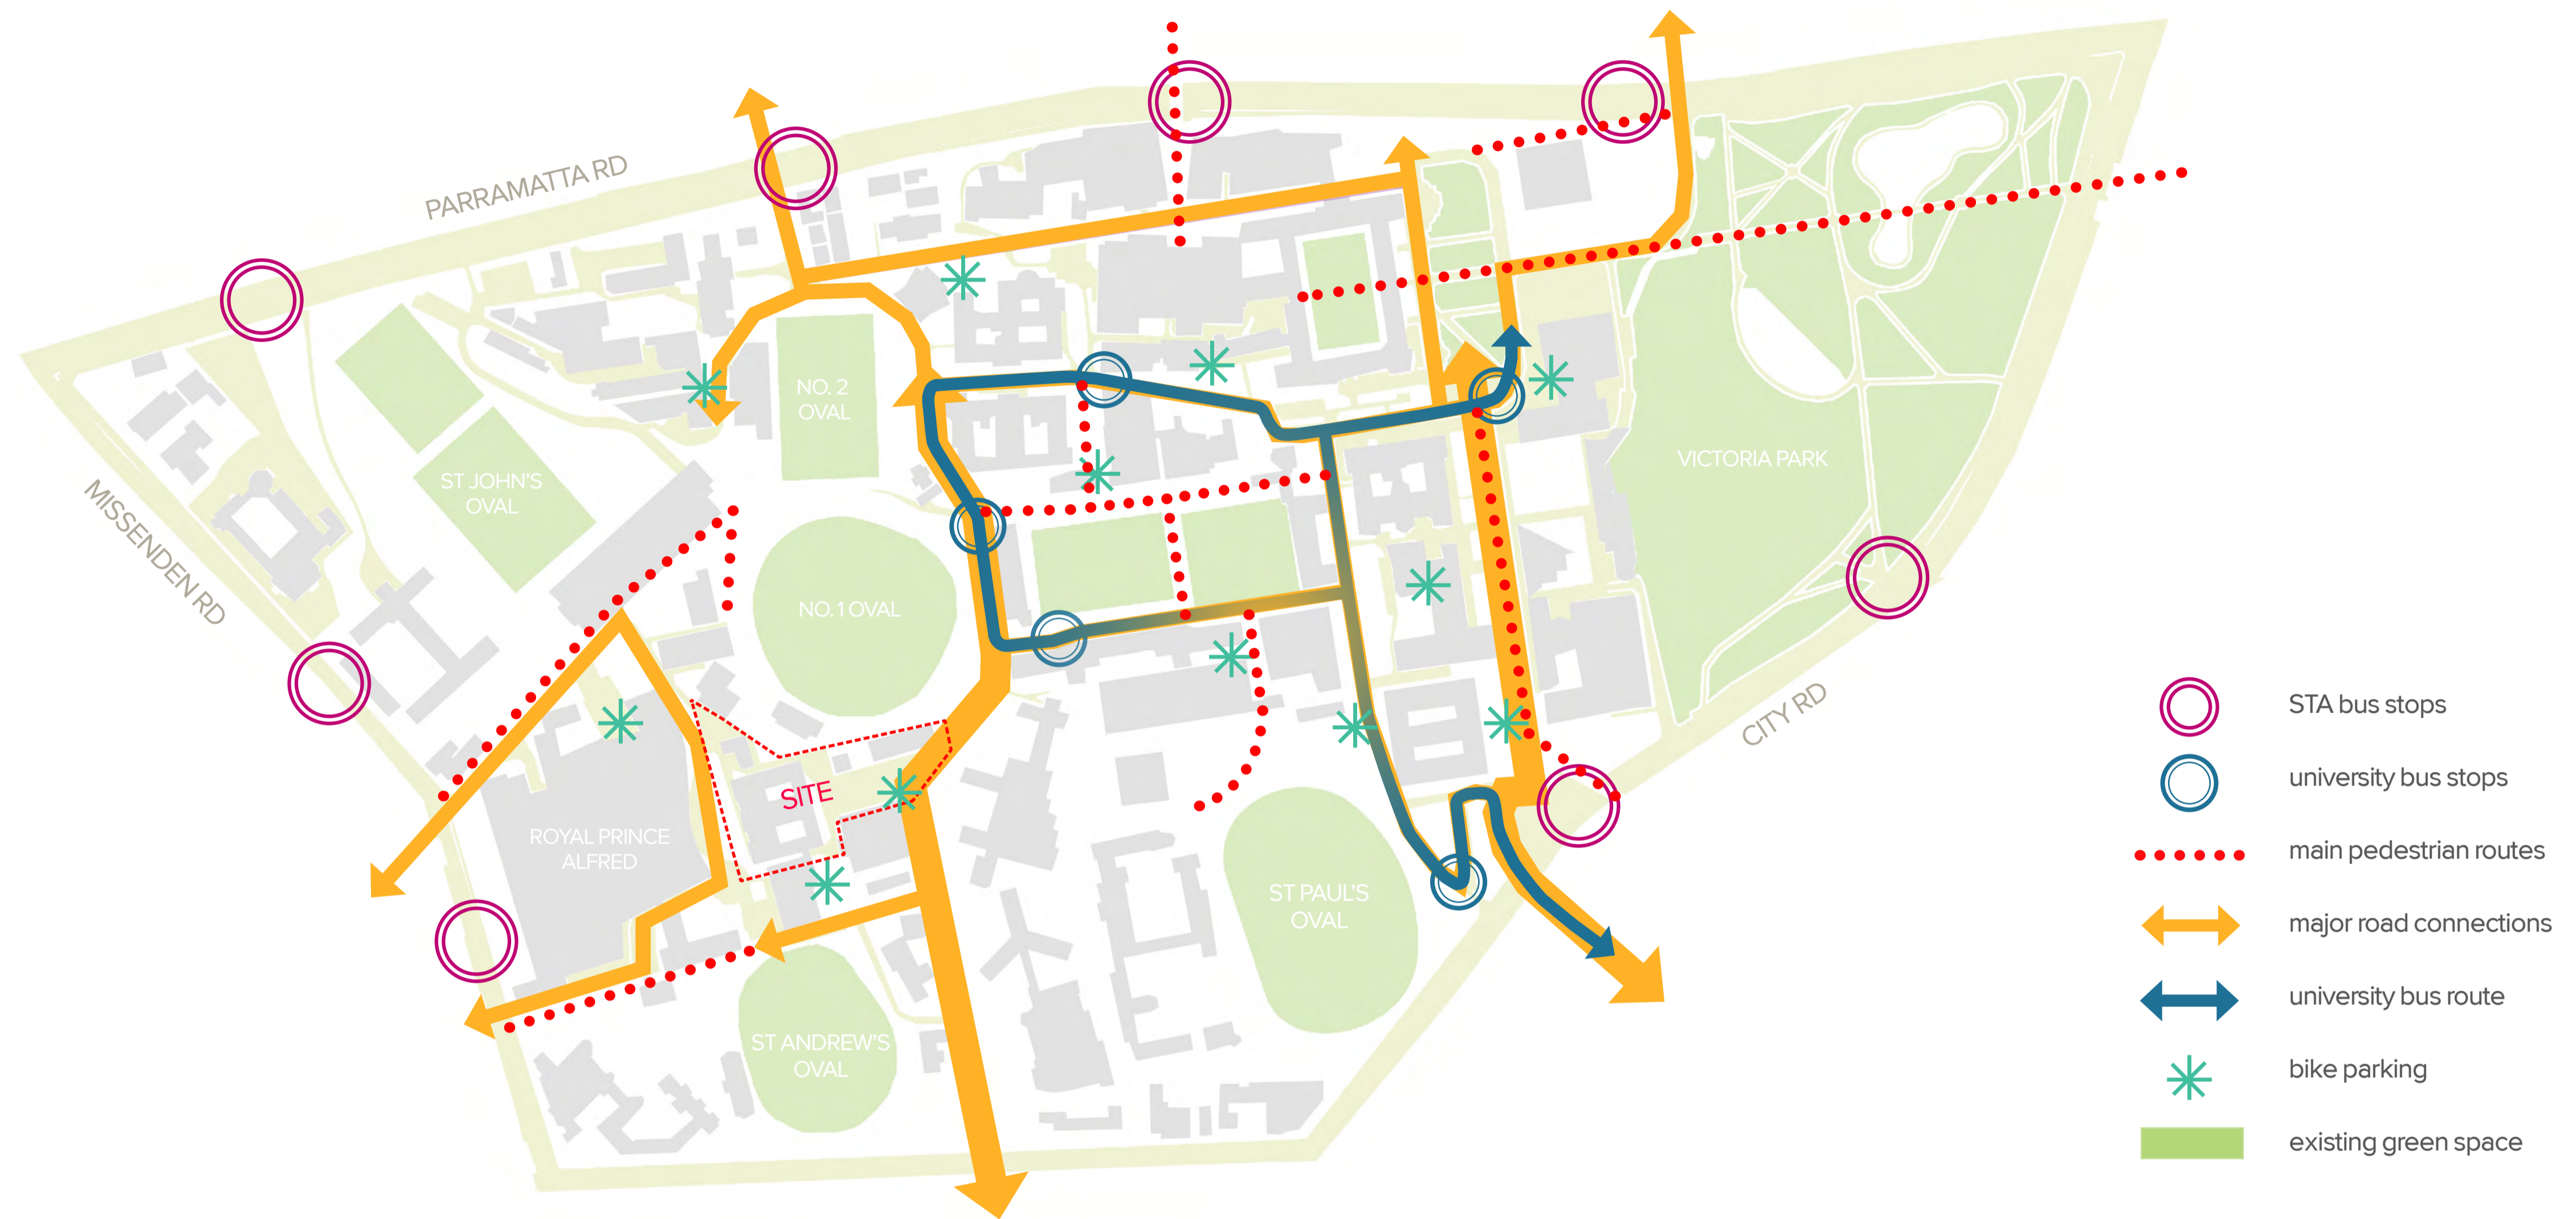 PARRAMATTA RD
NO. 2
OVAL
VICTORIA PARK
ST JOHN'S
OVAL
MISSENDEN RD
NO.1 OVAL
CITY RD
SITE
ROYAL PRINCE
ALFRED
ST PAUL'S
OVAL
ST ANDREW'S
OVAL
STA bus stops
university bus stops
main pedestrian routes
major road connections
university bus route
bike parking
existing green space